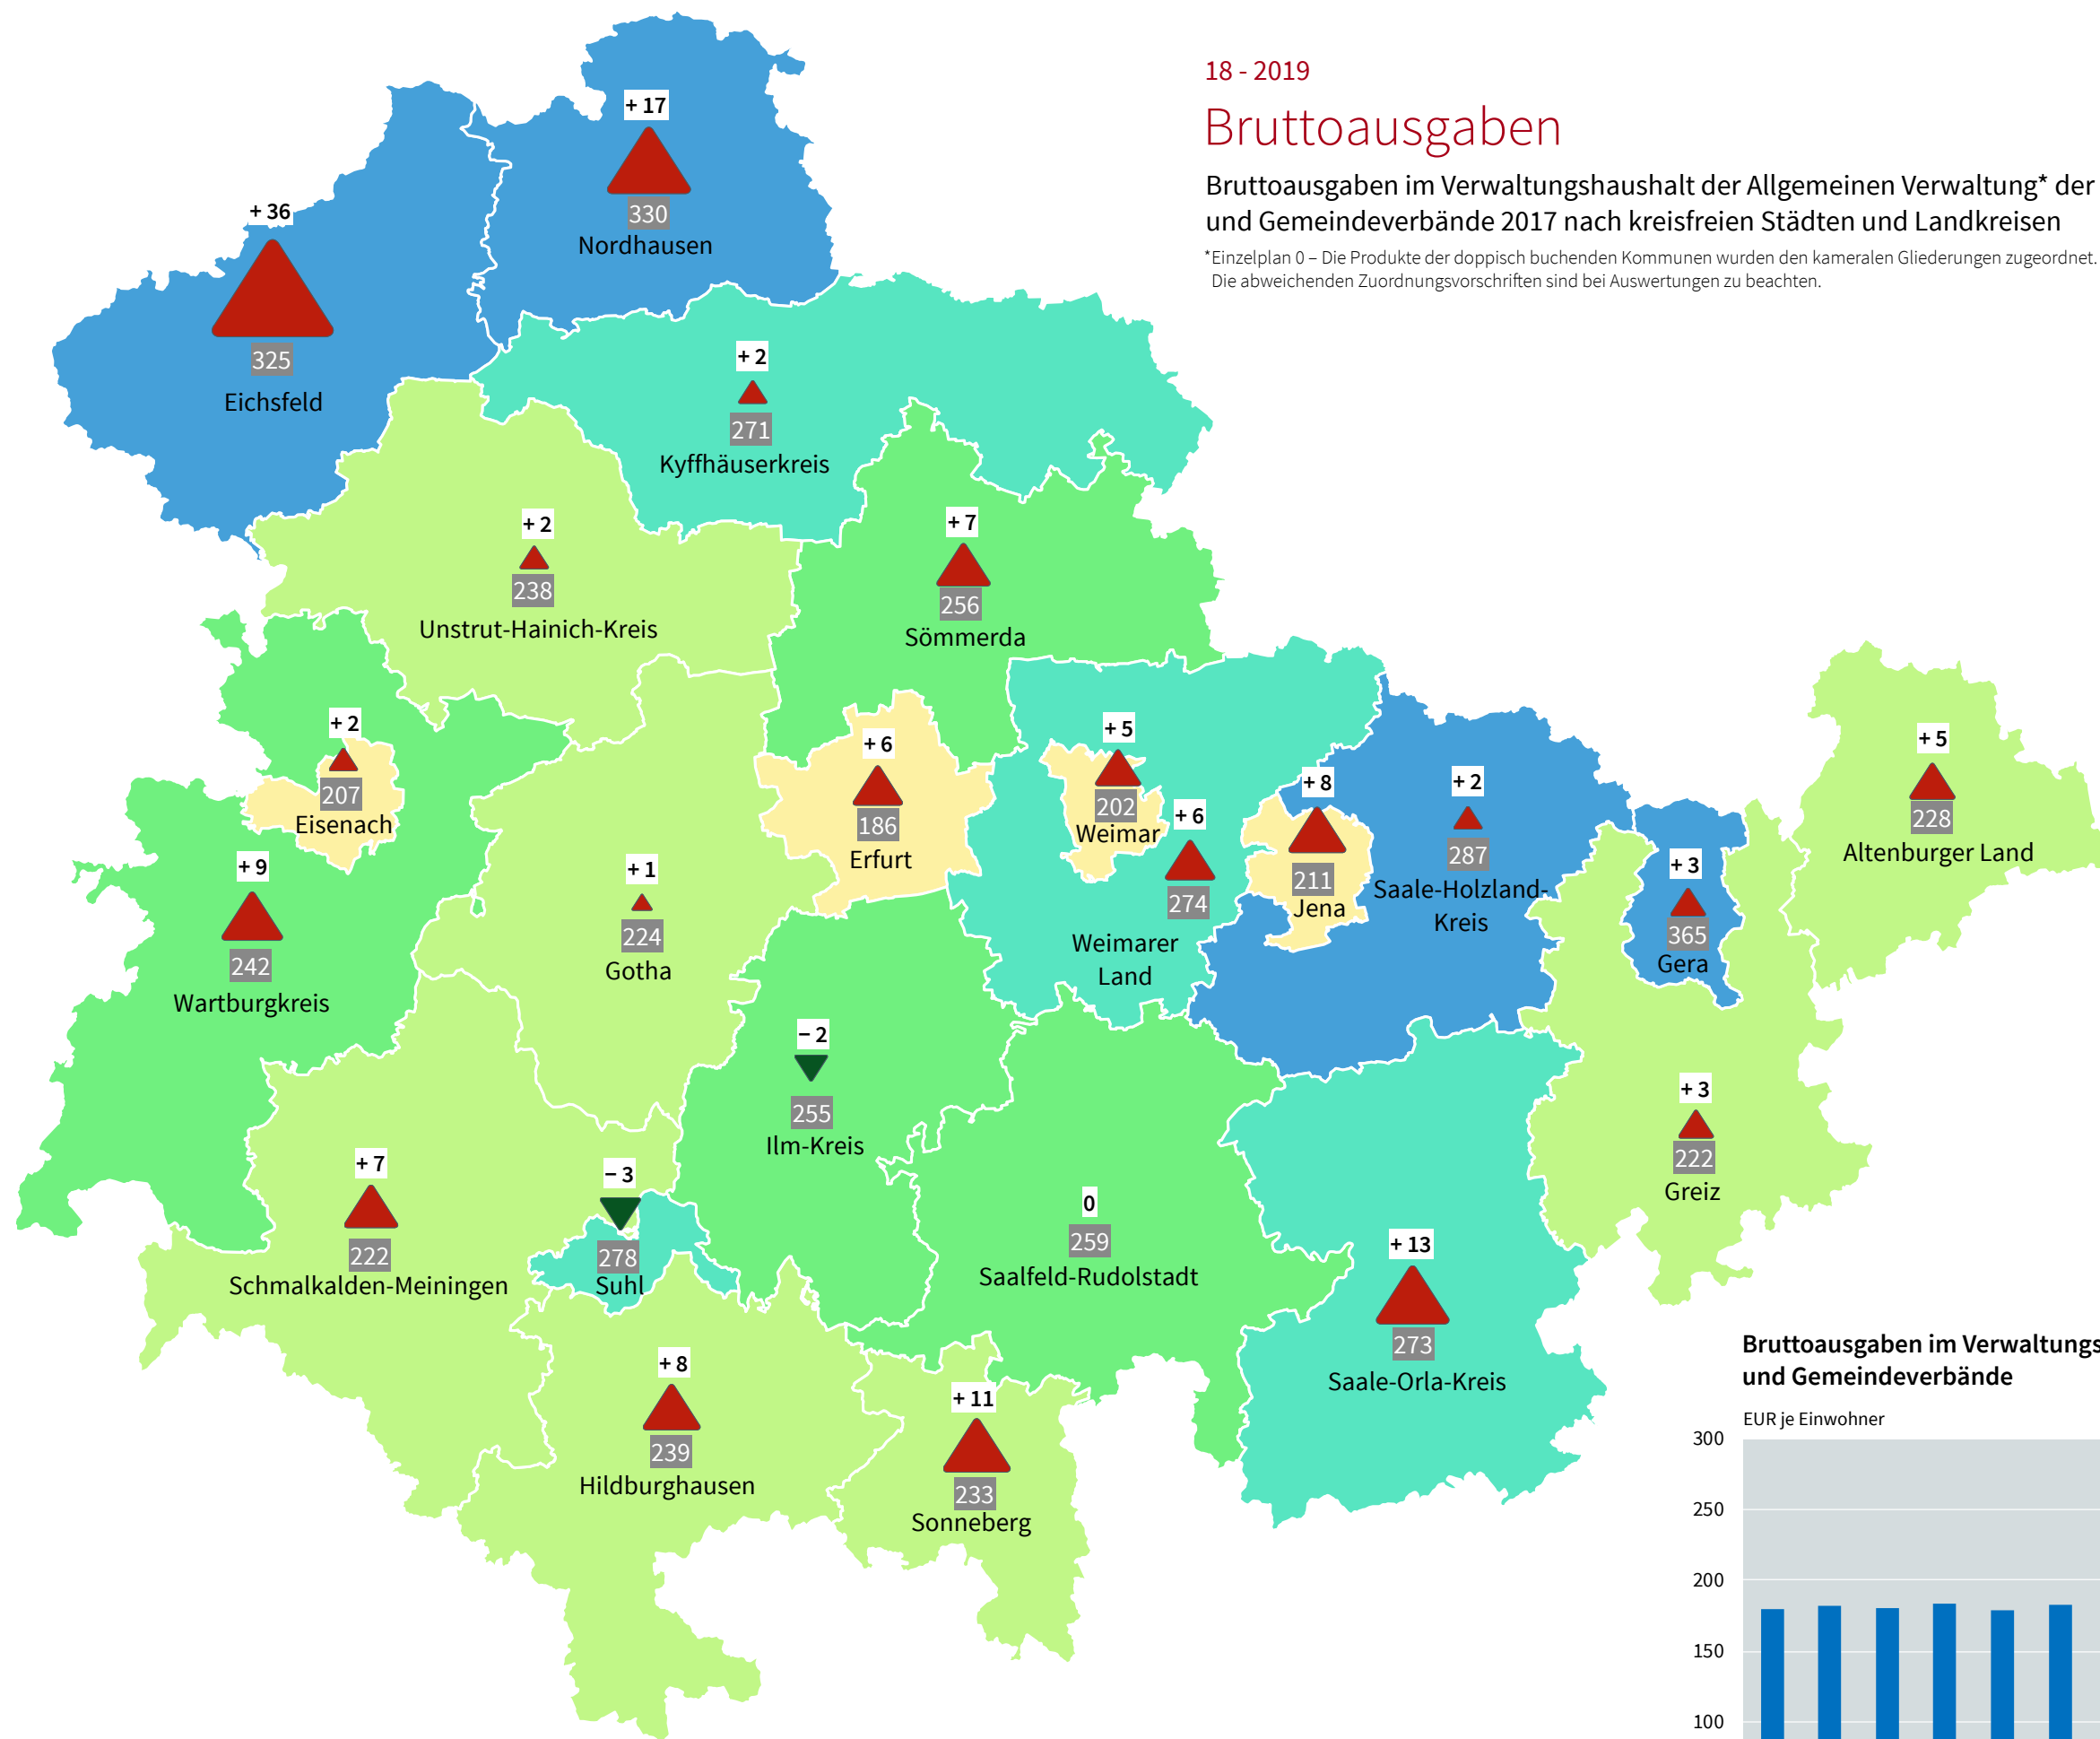 18 - 2019
Bruttoausgaben
Bruttoausgaben im Verwaltungshaushalt der Allgemeinen Verwaltung* der
und Gemeindeverbände 2017 nach kreisfreien Städten und Landkreisen
*Einzelplan 0 – Die Produkte der doppisch buchenden Kommunen wurden den kameralen Gliederungen zugeordnet.
Die abweichenden Zuordnungsvorschriften sind bei Auswertungen zu beachten.
+ 17
330
Nordhausen
+ 36
325
Eichsfeld
+ 2
271
Kyffhäuserkreis
+ 2
238
Unstrut-Hainich-Kreis
+ 7
256
Sömmerda
+ 2
207
Eisenach
+ 9
242
Wartburgkreis
+ 1
224
Gotha
+ 6
186
Erfurt
+ 5
202
Weimar
+ 6
274
Weimarer
Land
+ 8
211
Jena
+ 2
287
Saale-Holzland-
Kreis
+ 3
365
Gera
+ 5
228
Altenburger Land
+ 3
222
Greiz
− 2
255
Ilm-Kreis
+ 7
222
Schmalkalden-Meiningen
− 3
278
Suhl
0
259
Saalfeld-Rudolstadt
+ 13
273
Saale-Orla-Kreis
+ 8
239
Hildburghausen
+ 11
233
Sonneberg
Bruttoausgaben im Verwaltungs
und Gemeindeverbände
EUR je Einwohner
300
250
200
150
100